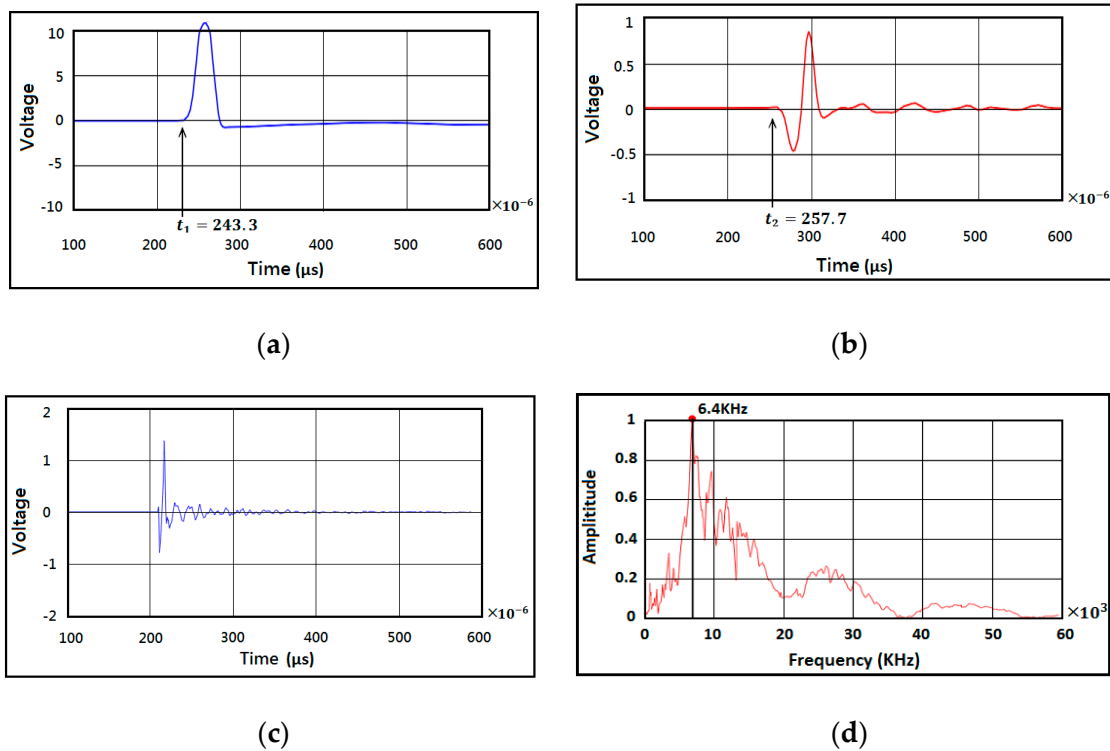 10
5
0
-5
-10
Voltage
×10⁻⁶
t₁ = 243.3
100 200 300 400 500 600
Time (μs)
(a)
1
0.5
0
-0.5
-1
Voltage
×10⁻⁶
t₂ = 257.7
100 200 300 400 500 600
Time (μs)
(b)
2
1
0
-1
-2
Voltage
×10⁻⁶
100 200 300 400 500 600
Time (μs)
(c)
6.4KHz
1
0.8
0.6
0.4
0.2
0
Amplititude
×10³
0 10 20 30 40 50 60
Frequency (KHz)
(d)